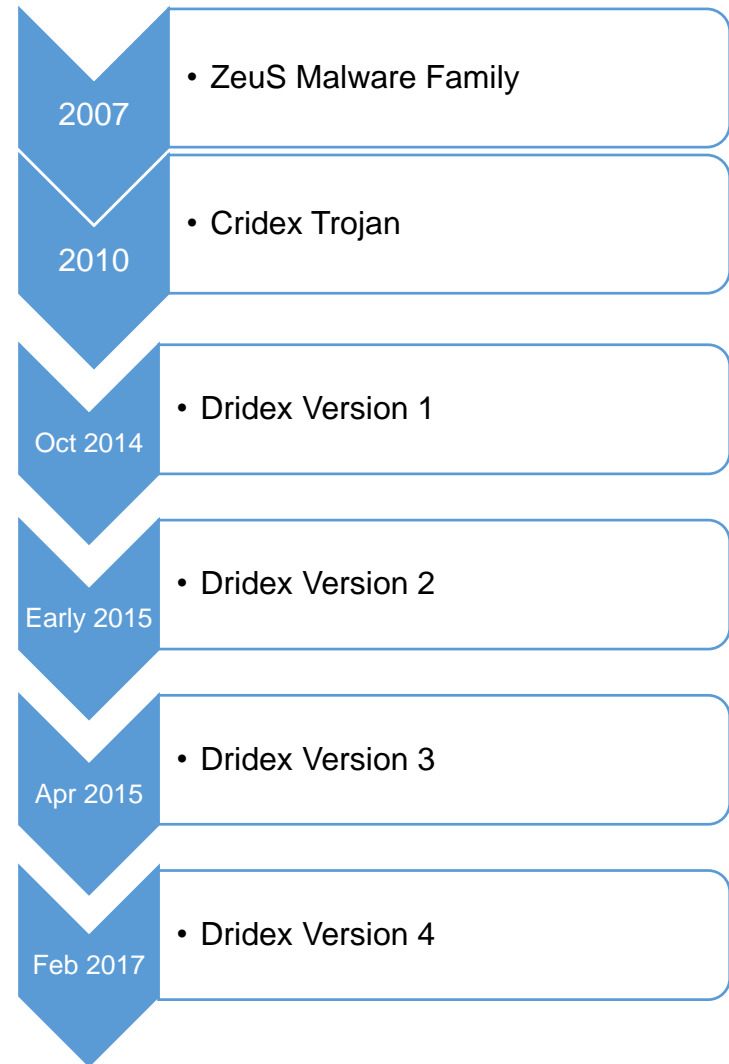 2007
• ZeuS Malware Family
2010
• Cridex Trojan
Oct 2014
• Dridex Version 1
Early 2015
• Dridex Version 2
Apr 2015
• Dridex Version 3
Feb 2017
• Dridex Version 4